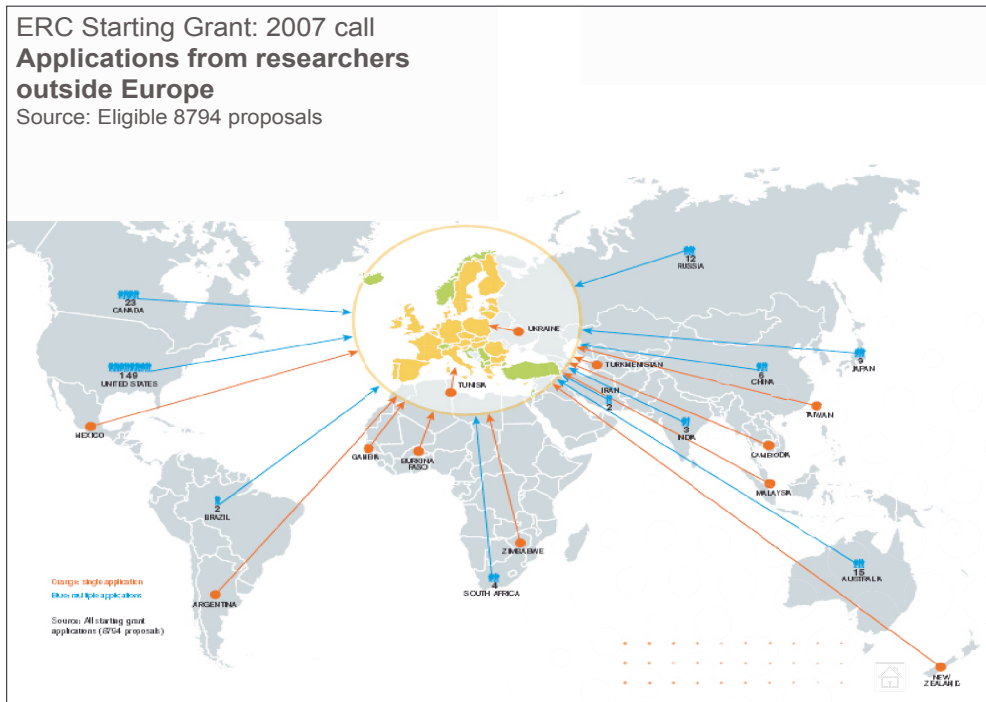 ERC Starting Grant: 2007 call
Applications from researchers
outside Europe
Source: Eligible 8794 proposals
12
RUSSIA
23
CANADA
UKRAINE
9
JAPAN
149
UNITED STATES
TURKMENISTAN
6
CHINA
TUNISIA
IRAN
2
TAIWAN
3
INDIA
MEXICO
GAMBIA
BURKINA
FASO
CAMBODIA
MALAYSIA
2
BRAZIL
ZIMBABWE
15
AUSTRALIA
4
SOUTH AFRICA
Orange: single application
Blue: multiple applications
ARGENTINA
Source: All starting grant
applications (8794 proposals)
NEW
ZEALAND